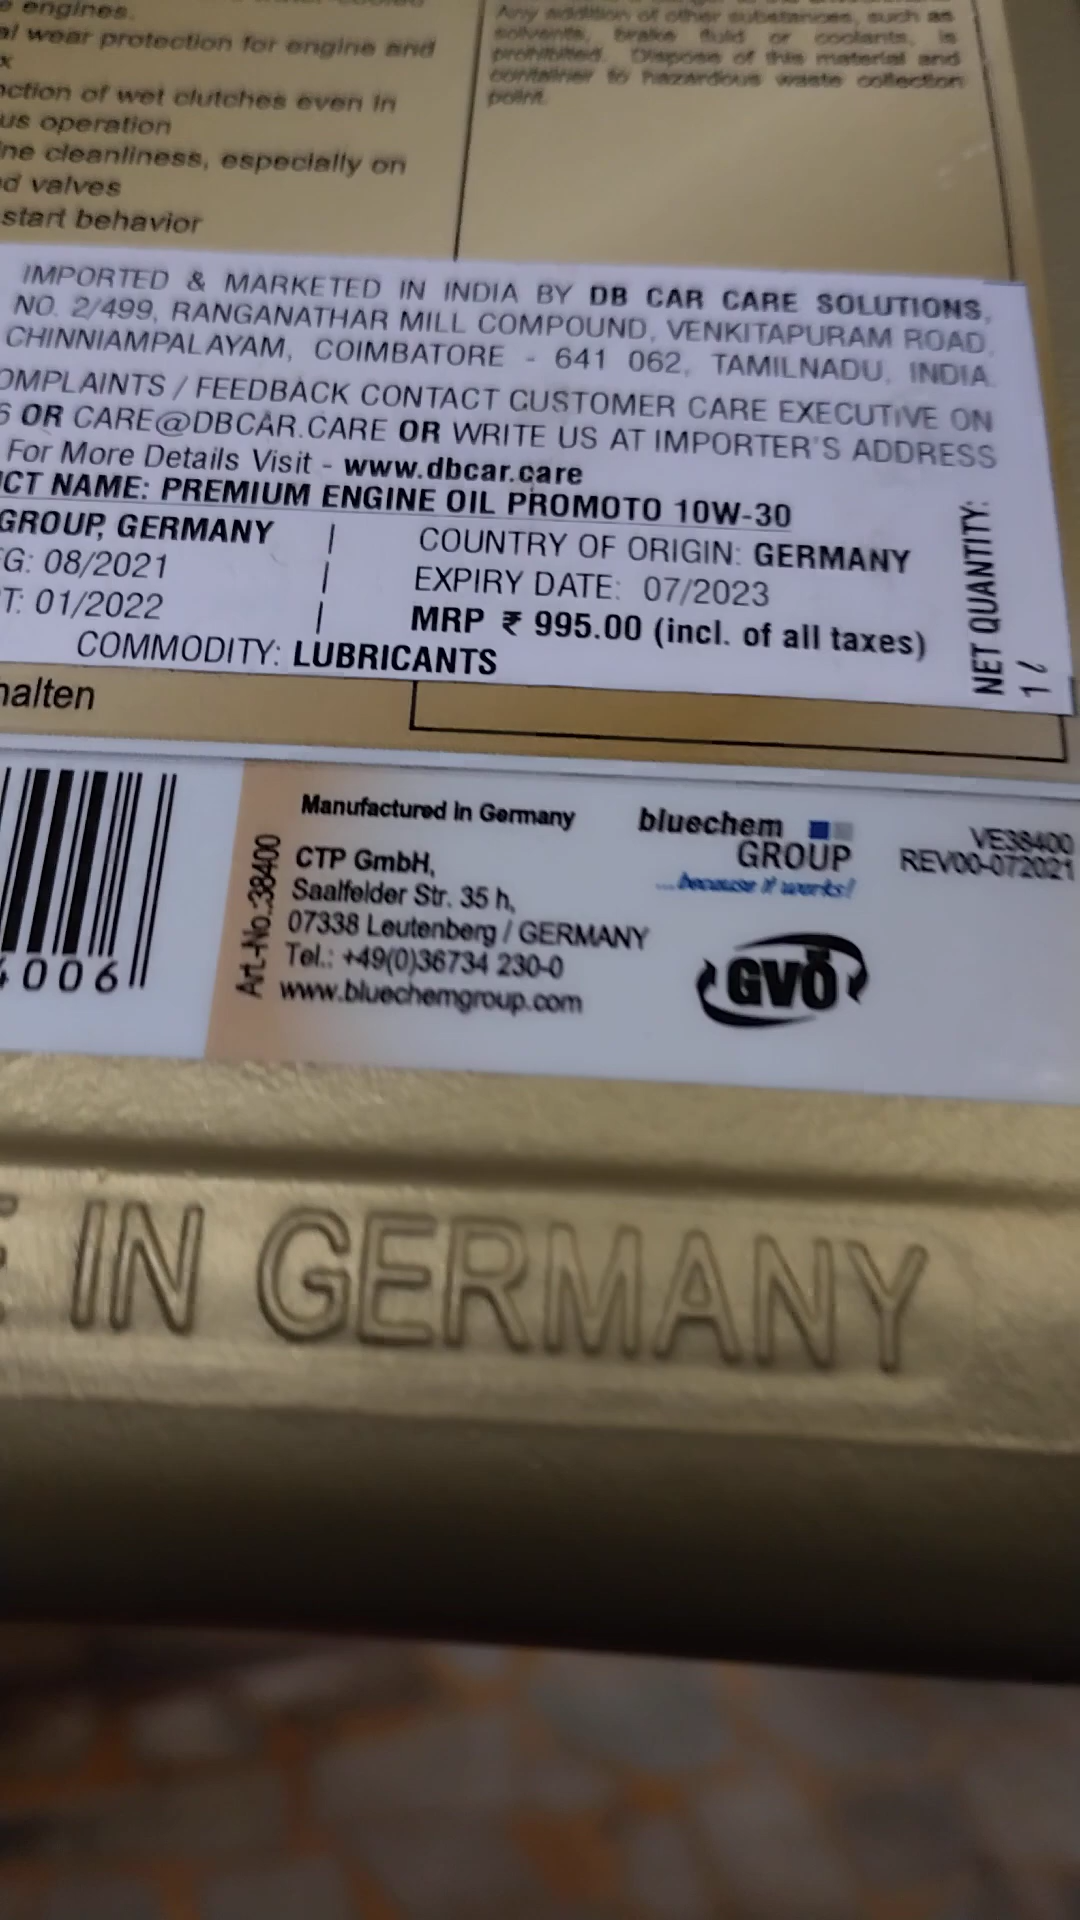 engines.
wear protection for engine and
of wet clutches even in
operation
cleanliness, especially on
valves
start behavior
Any addition of other substances, such as
solvents, brake fluid or coolants, is
prohibited. Dispose of this material and
container to hazardous waste collection
point.
IMPORTED & MARKETED IN INDIA BY DB CAR CARE SOLUTIONS,
NO. 2/499, RANGANATHAR MILL COMPOUND, VENKITAPURAM ROAD,
CHINNIAMPALAYAM, COIMBATORE - 641 062, TAMILNADU, INDIA.
OMPLAINTS / FEEDBACK CONTACT CUSTOMER CARE EXECUTIVE ON
6 OR CARE@DBCAR.CARE OR WRITE US AT IMPORTER'S ADDRESS
For More Details Visit - www.dbcar.care
CT NAME: PREMIUM ENGINE OIL PROMOTO 10W-30
GROUP, GERMANY | COUNTRY OF ORIGIN: GERMANY
G: 08/2021 | EXPIRY DATE: 07/2023
T: 01/2022 | MRP ₹ 995.00 (incl. of all taxes)
COMMODITY: LUBRICANTS
NET QUANTITY:
1 ℓ
halten
4006
Art.-No.:38400
Manufactured in Germany
CTP GmbH,
Saalfelder Str. 35 h,
07338 Leutenberg / GERMANY
Tel.: +49(0)36734 230-0
www.bluechemgroup.com
bluechem
GROUP
...because it works!
GVÖ
VE38400
REV00-072021
IN GERMANY